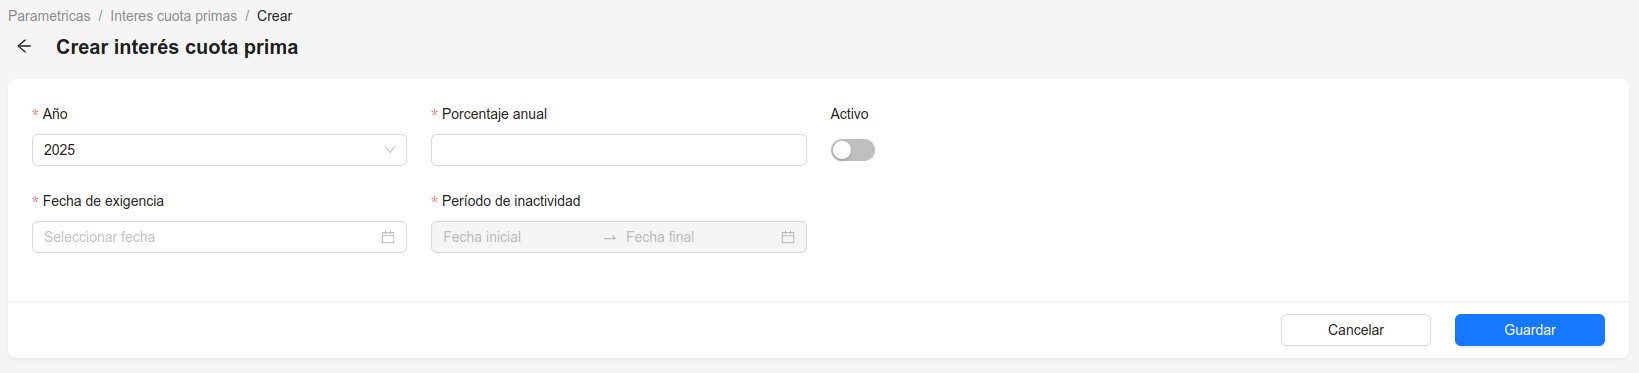 Parametricas / Interes cuota primas / Crear
Crear interés cuota prima
* Año
* Porcentaje anual
Activo
2025
* Fecha de exigencia
* Período de inactividad
Seleccionar fecha
Fecha inicial
Fecha final
Cancelar
Guardar